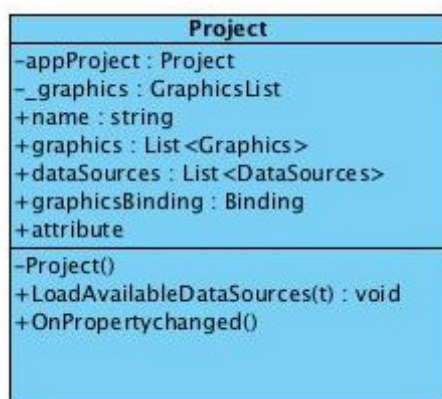 Project
-appProject : Project
-_graphics : GraphicsList
+name : string
+graphics : List<Graphics>
+dataSources : List<DataSources>
+graphicsBinding : Binding
+attribute
-Project()
+LoadAvailableDataSources(t) : void
+OnPropertychanged()